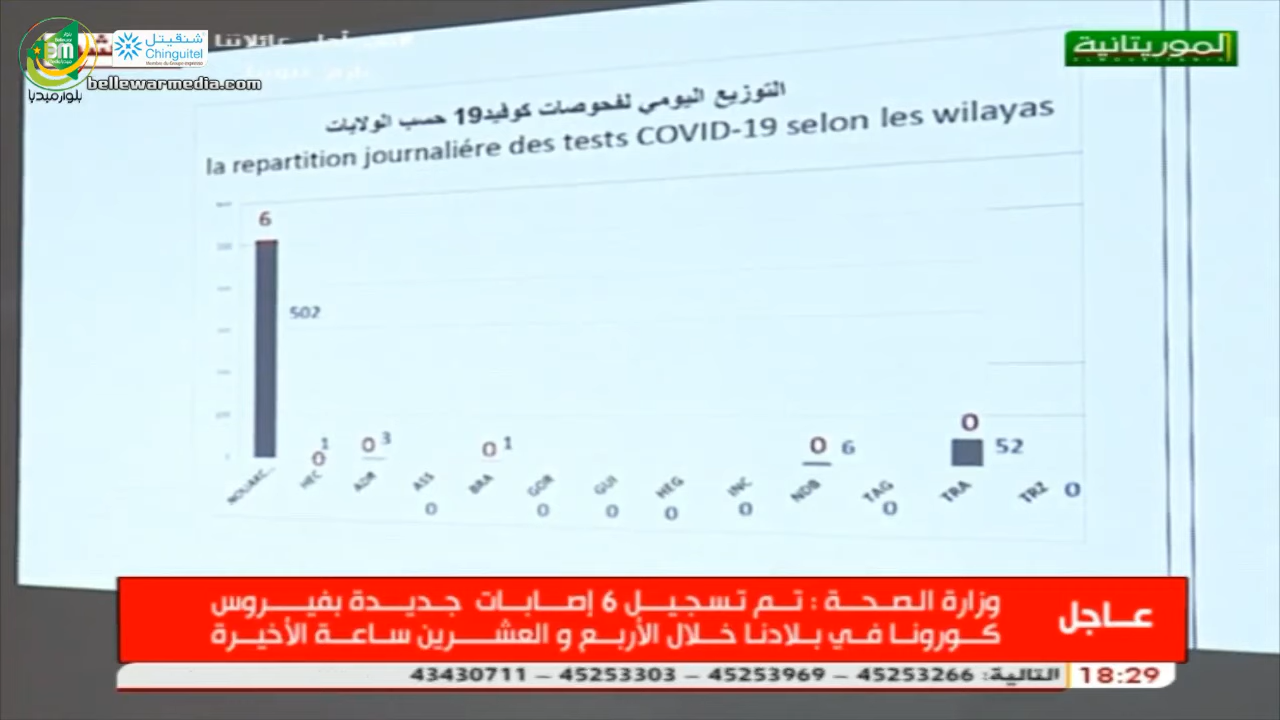 شنقيتل
Chinguitel
bellewarmedia.com
بلوارميديا
الموريتانية
التوزيع اليومي لفحوصات كوفيد19 حسب الولايات
la repartition journaliére des tests COVID-19 selon les wilayas
6
502
1
0
0 3
0 1
0 6
0
52
HEC ADR ASS BRA GOR GUI HEG INC NDB TAG TRA TRZ
0 0 0 0 0 0 0
عاجل
وزارة الصحة : تم تسجيل 6 إصابات جديدة بفيروس
كورونا في بلادنا خلال الأربع و العشرين ساعة الأخيرة
18:29
التالية: 45253266 – 45253969 – 45253303 – 43430711